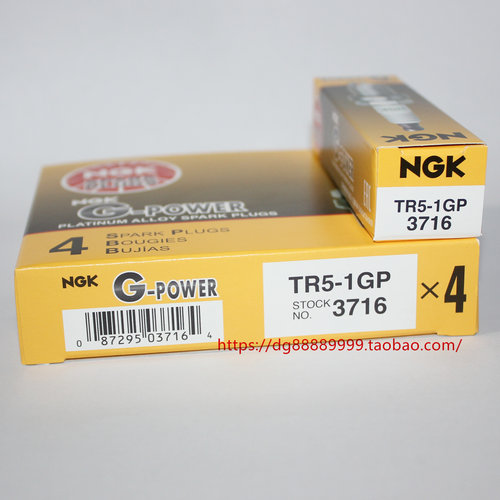 NGK
NGK
G-POWER
PLATINUM ALLOY SPARK PLUGS
4
SPARK PLUGS
BOUGIES
BUJIAS
NGK
TR5-1GP
3716
NGK G-POWER
TR5-1GP
STOCK NO. 3716
×4
0 87295 03716 4
https://dg88889999.taobao.com/